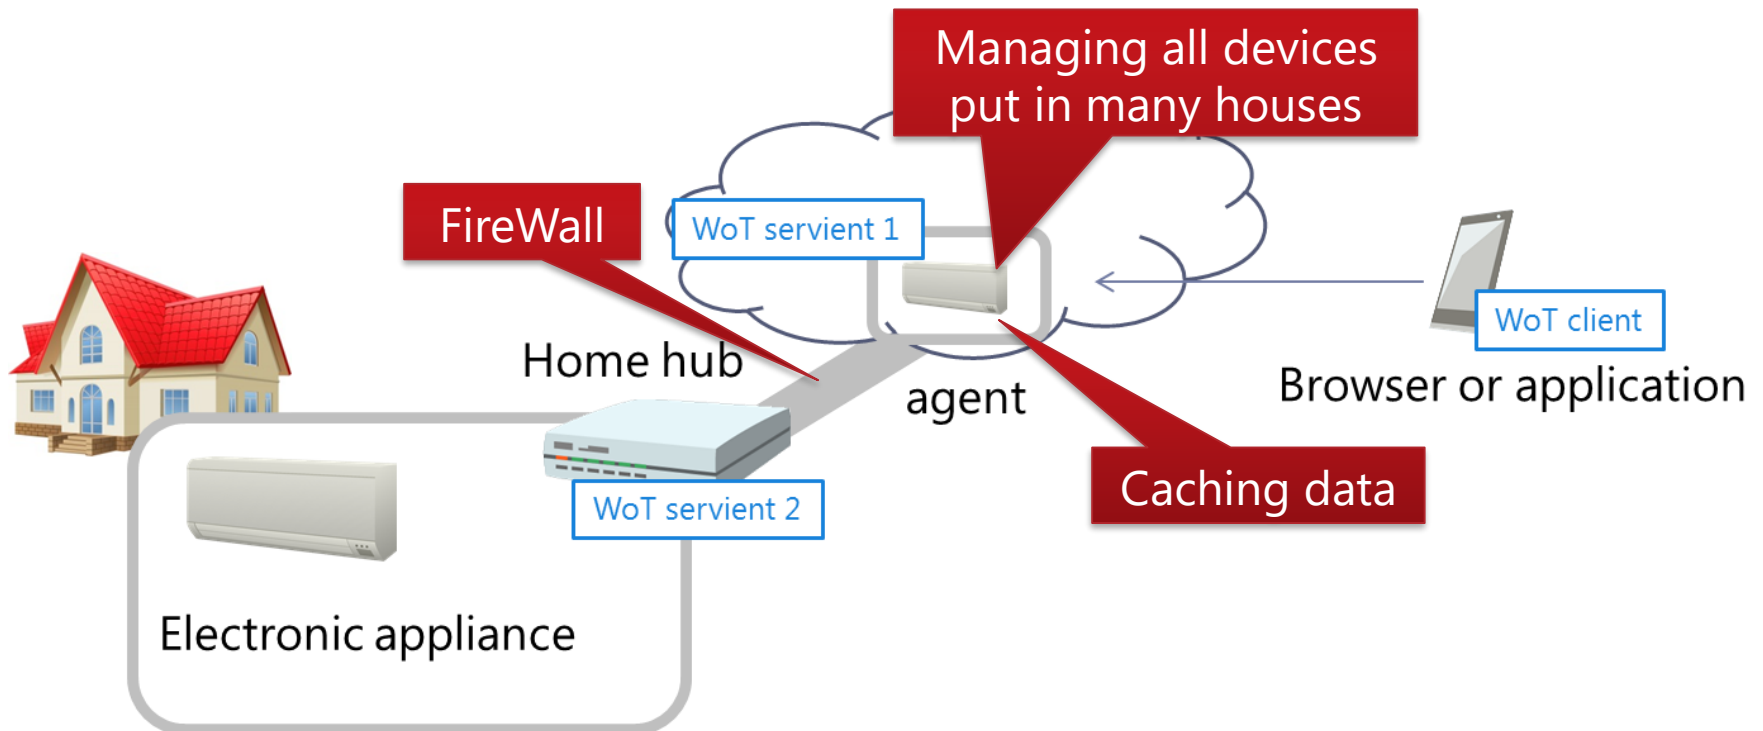 Managing all devices
put in many houses
FireWall
WoT servient 1
WoT client
Home hub
agent
Browser or application
Caching data
WoT servient 2
Electronic appliance